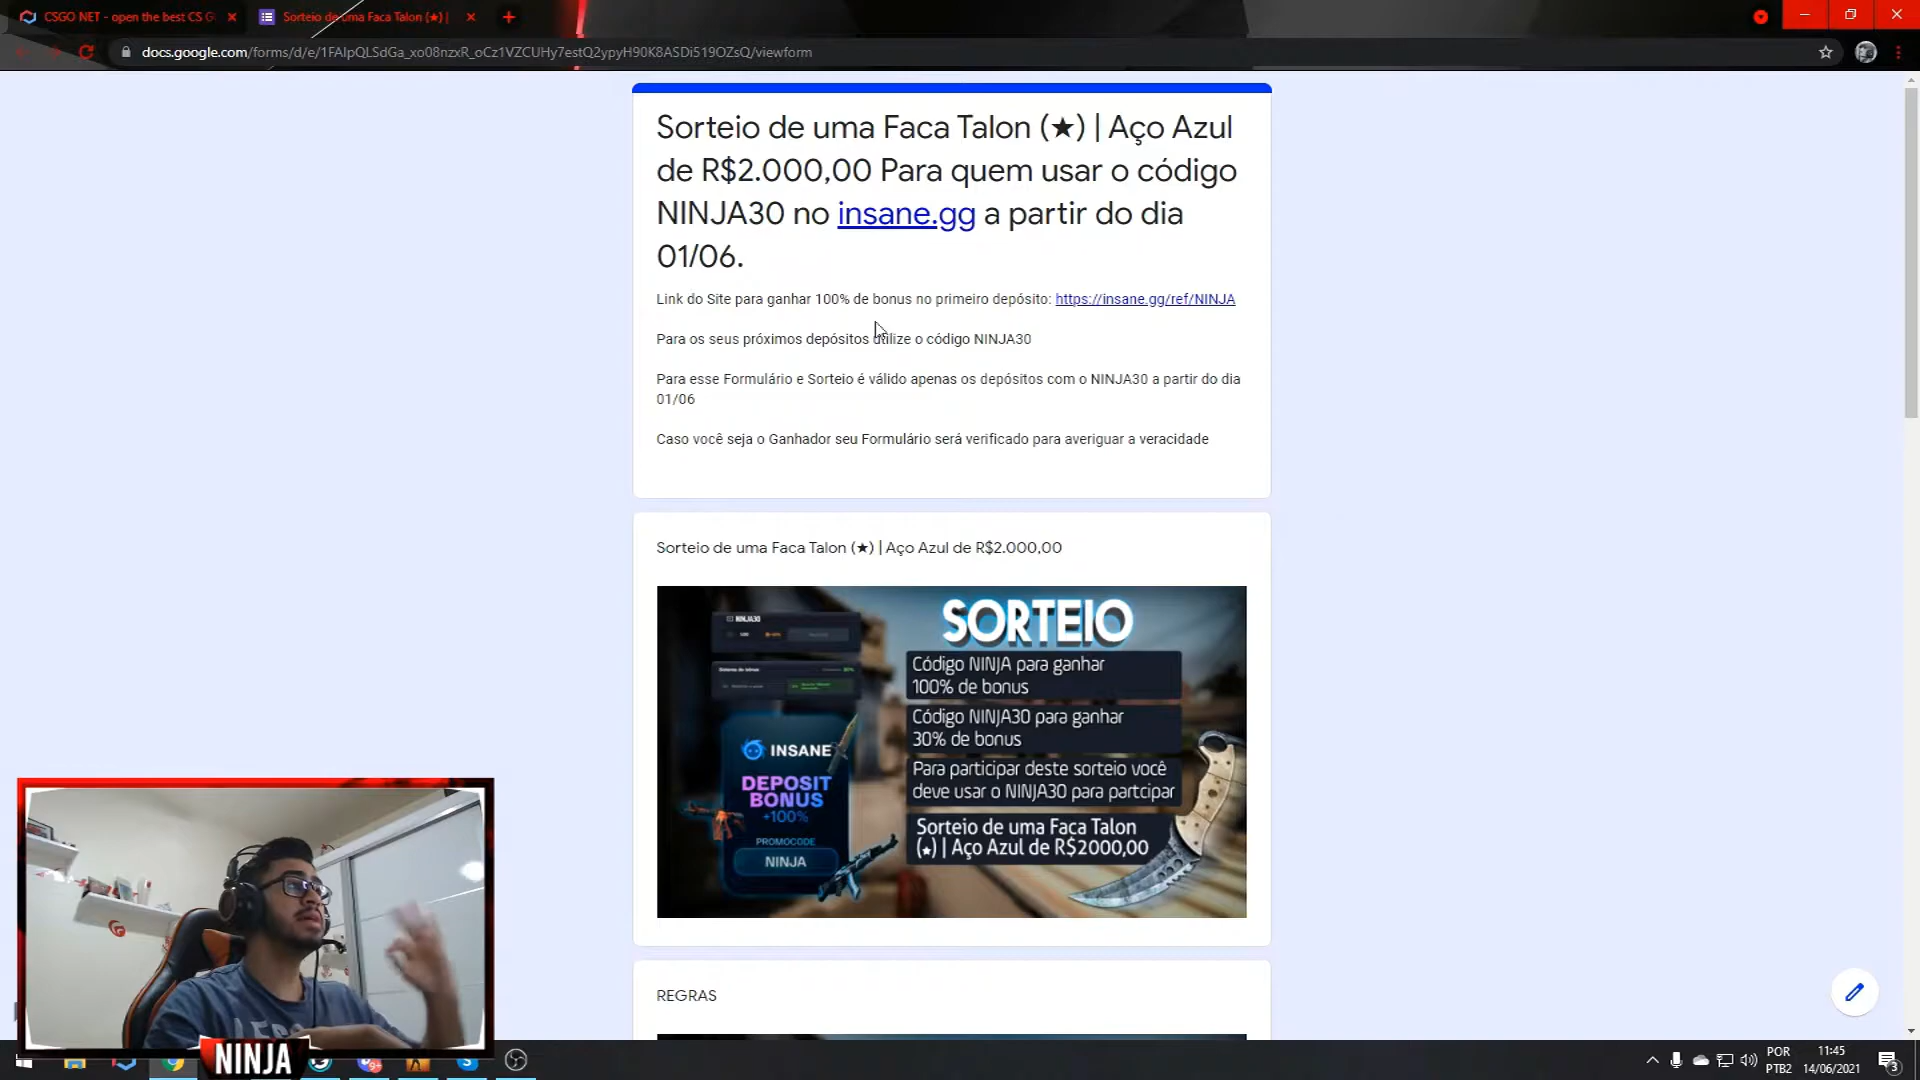 CSGO NET - open the best CS G
Sorteio de uma Faca Talon (★) |
docs.google.com/forms/d/e/1FAIpQLSdGa_xo08nzxR_oCz1VZCUHy7estQ2ypyH90K8ASDi519OZsQ/viewform
Sorteio de uma Faca Talon (★) | Aço Azul
de R$2.000,00 Para quem usar o código
NINJA30 no insane.gg a partir do dia
01/06.
Link do Site para ganhar 100% de bonus no primeiro depósito: https://insane.gg/ref/NINJA
Para os seus próximos depósitos utilize o código NINJA30
Para esse Formulário e Sorteio é válido apenas os depósitos com o NINJA30 a partir do dia
01/06
Caso você seja o Ganhador seu Formulário será verificado para averiguar a veracidade
Sorteio de uma Faca Talon (★) | Aço Azul de R$2.000,00
SORTEIO
NINJA30
Código NINJA para ganhar
100% de bonus
Código NINJA30 para ganhar
30% de bonus
Para participar deste sorteio você
deve usar o NINJA30 para partcipar
Sorteio de uma Faca Talon
(★) | Aço Azul de R$2000,00
INSANE
DEPOSIT
BONUS
+100%
PROMOCODE
NINJA
REGRAS
NINJA
POR
PTB2
11:45
14/06/2021
3